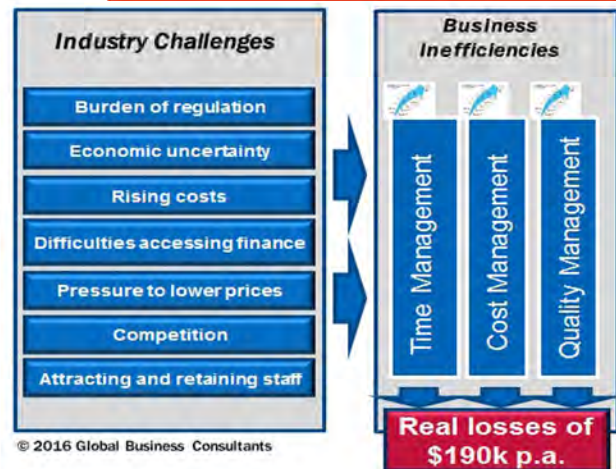 Industry Challenges
Burden of regulation
Economic uncertainty
Rising costs
Difficulties accessing finance
Pressure to lower prices
Competition
Attracting and retaining staff
© 2016 Global Business Consultants
Business
Inefficiencies
Time Management
Cost Management
Quality Management
Real losses of
$190k p.a.